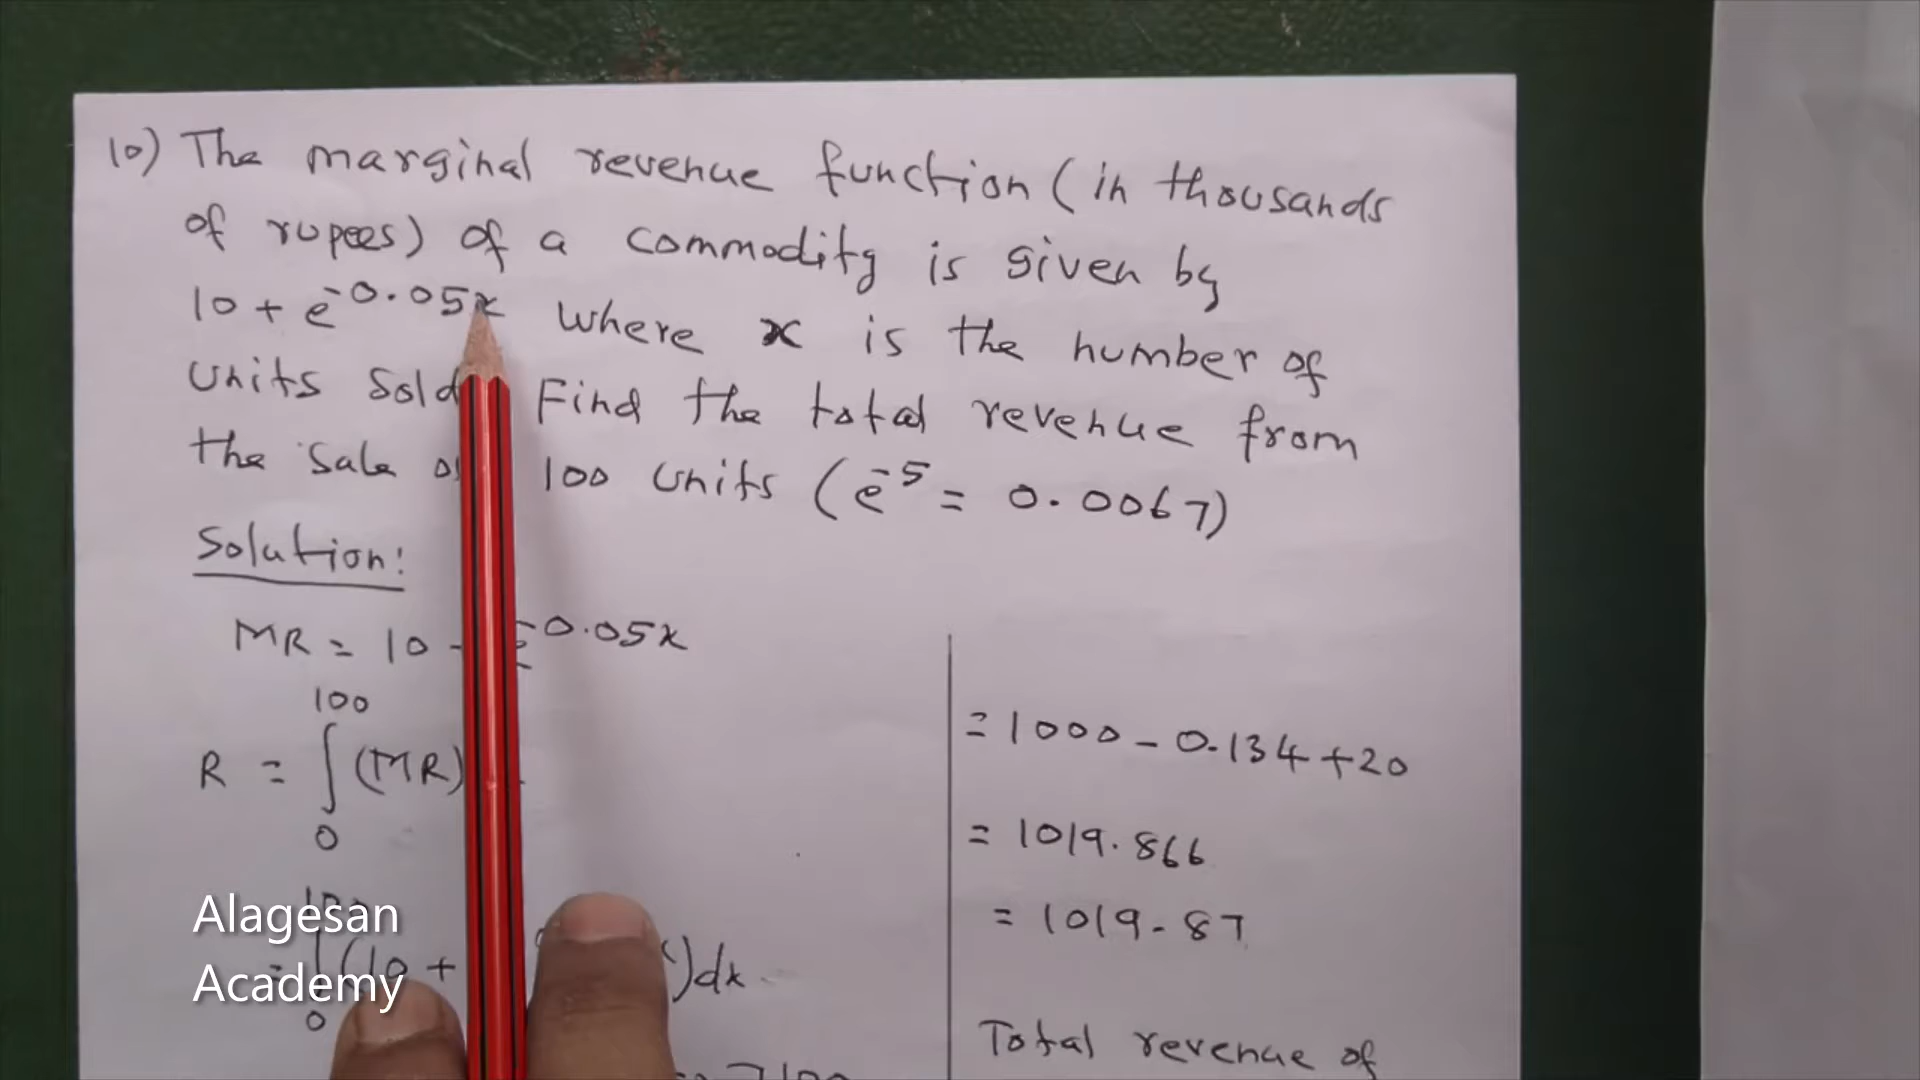 10) The marginal revenue function (in thousands
of rupees) of a commodity is given by
10 + e^-0.05x where x is the number of
units sold Find the total revenue from
the sale of 100 units (e^-5 = 0.0067)
Solution:
MR = 10 e^-0.05x
100
R = ∫ (MR)
0
= ∫ (10 + )dx
0
= 1000 - 0.134 + 20
= 1019.866
= 1019.87
Total revenue of
Alagesan
Academy